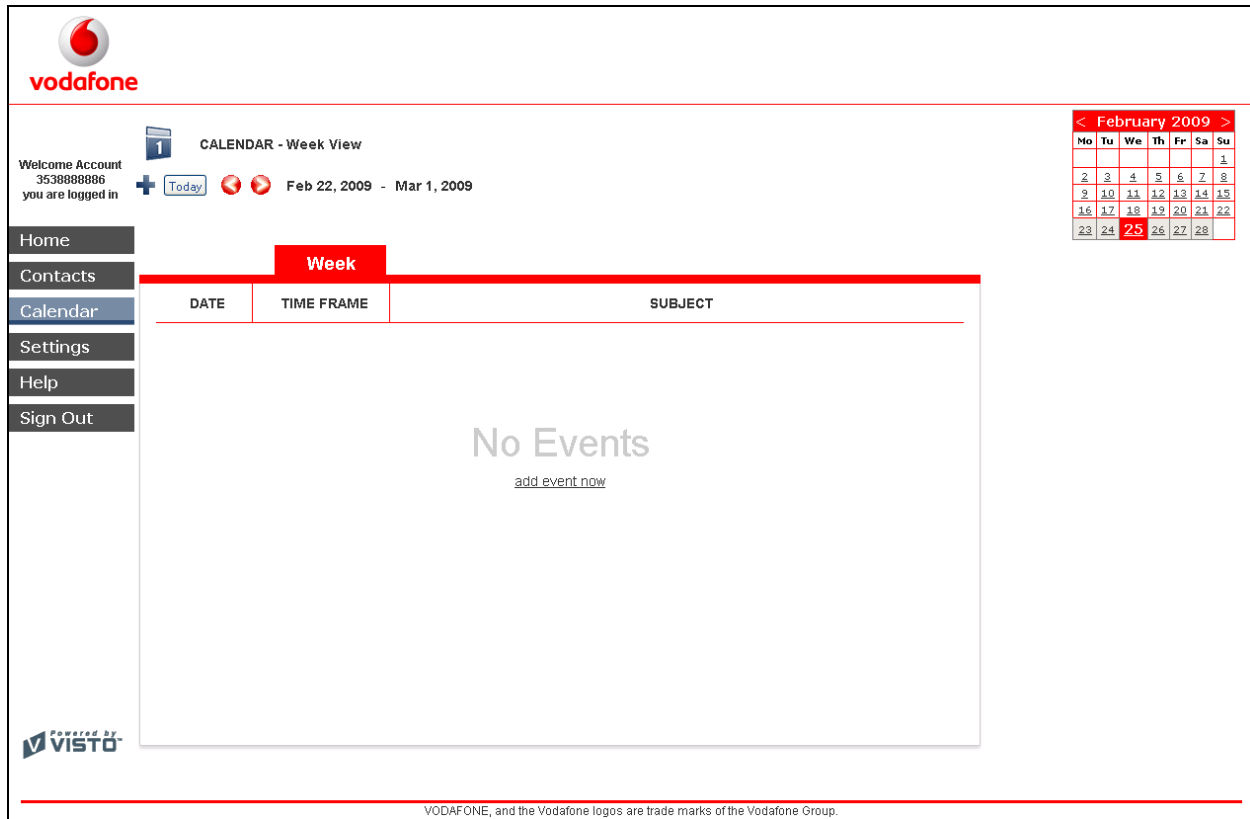 vodafone
Welcome Account
3538888886
you are logged in
1
CALENDAR - Week View
Today
Feb 22, 2009 - Mar 1, 2009
< February 2009 >
Mo Tu We Th Fr Sa Su
1
2 3 4 5 6 7 8
9 10 11 12 13 14 15
16 17 18 19 20 21 22
23 24 25 26 27 28
Home
Contacts
Calendar
Settings
Help
Sign Out
Week
DATE TIME FRAME SUBJECT
No Events
add event now
Powered by
VISTO™
VODAFONE, and the Vodafone logos are trade marks of the Vodafone Group.